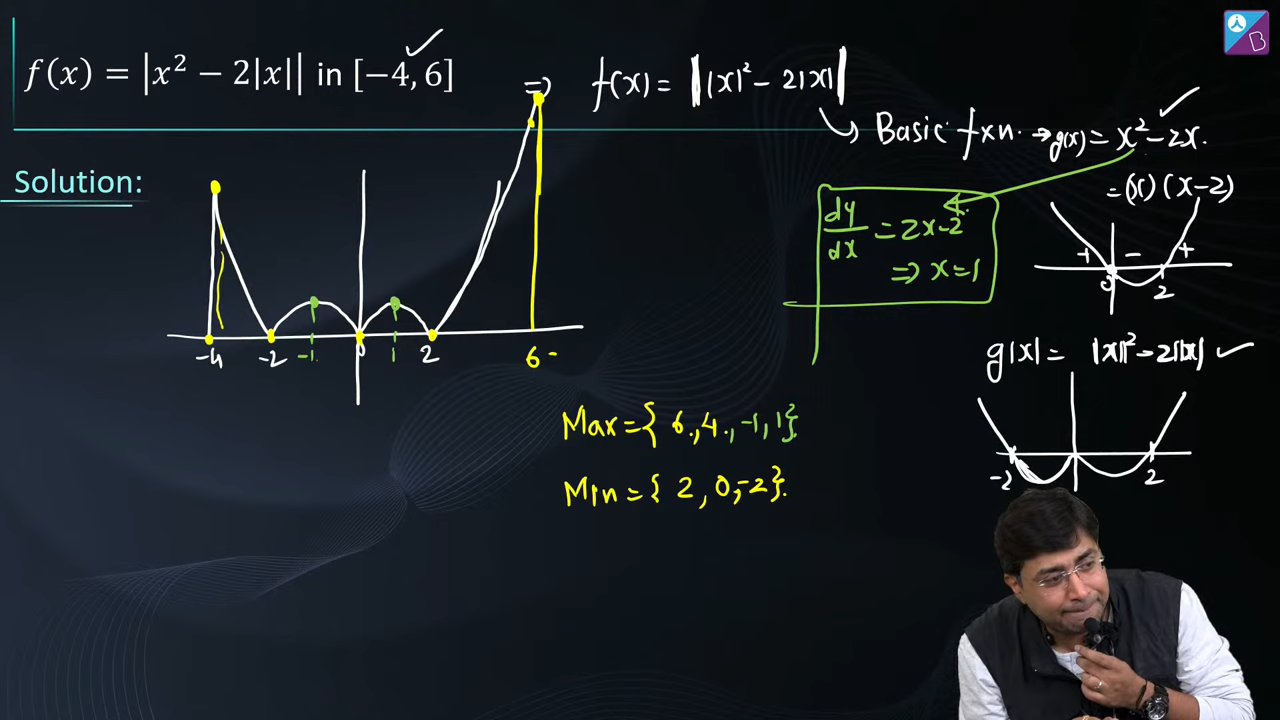 f(x) = |x² − 2|x|| in [−4, 6]
=> f(x) = ||x|² − 2|x||
Basic fxn. → g(x) = x² − 2x.
= (x) (x−2)
Solution:
dy/dx = 2x−2
=> x=1
+ − +
0 2
-4 -2 -1 0 1 2 6
g|x| = |x|² − 2|x|
-2 2
Max = { 6, 4, -1, 1}
Min = { 2, 0, -2}.
B